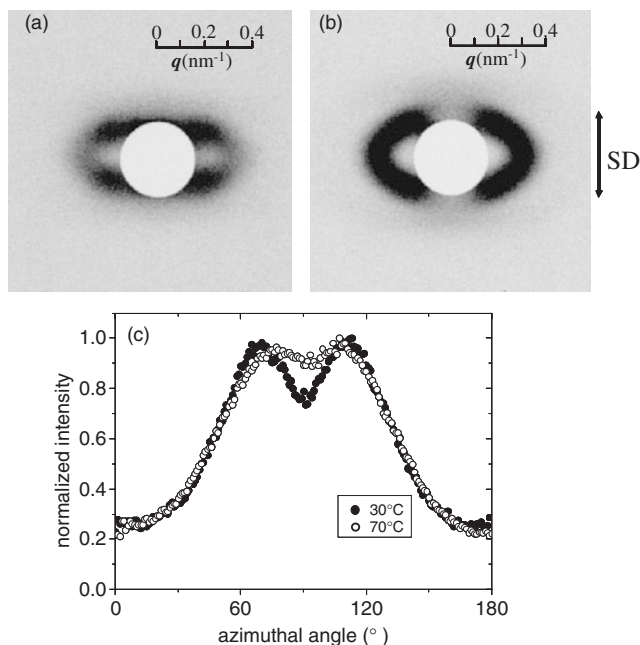 (a)
0 0.2 0.4
q(nm⁻¹)
(b)
0 0.2 0.4
q(nm⁻¹)
SD
(c)
1.0
0.8
0.6
0.4
0.2
0.0
normalized intensity
30°C
70°C
0 60 120 180
azimuthal angle (°)